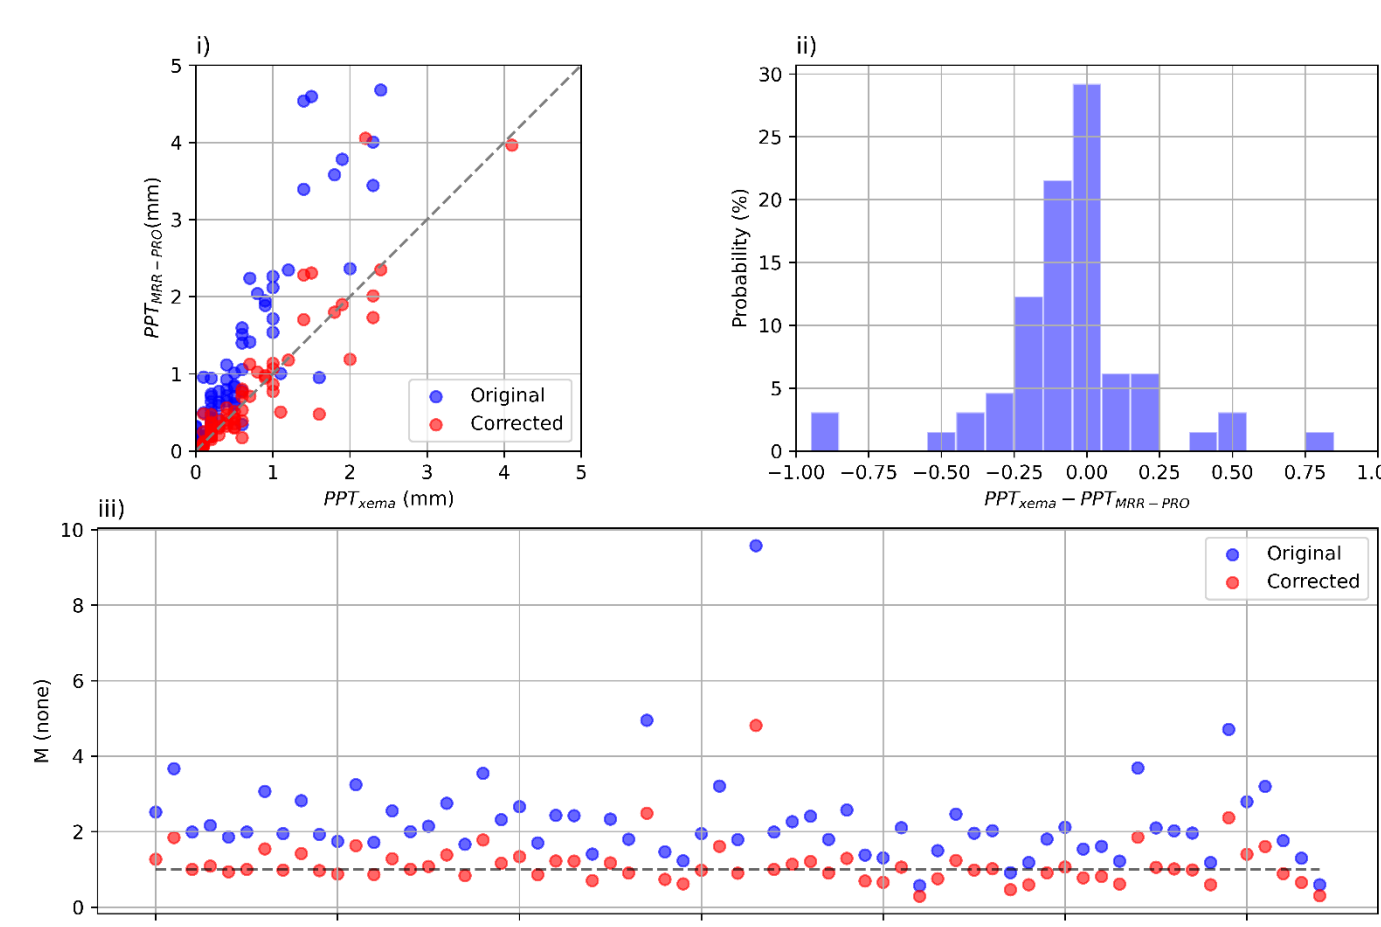 i)
5
4
3
2
1
0
PPT_MRR−PRO(mm)
0 1 2 3 4 5
PPT_xema (mm)
Original
Corrected
ii)
30
25
20
15
10
5
0
Probability (%)
−1.00 −0.75 −0.50 −0.25 0.00 0.25 0.50 0.75 1.0
PPT_xema − PPT_MRR−PRO
iii)
10
8
6
4
2
0
M (none)
Original
Corrected